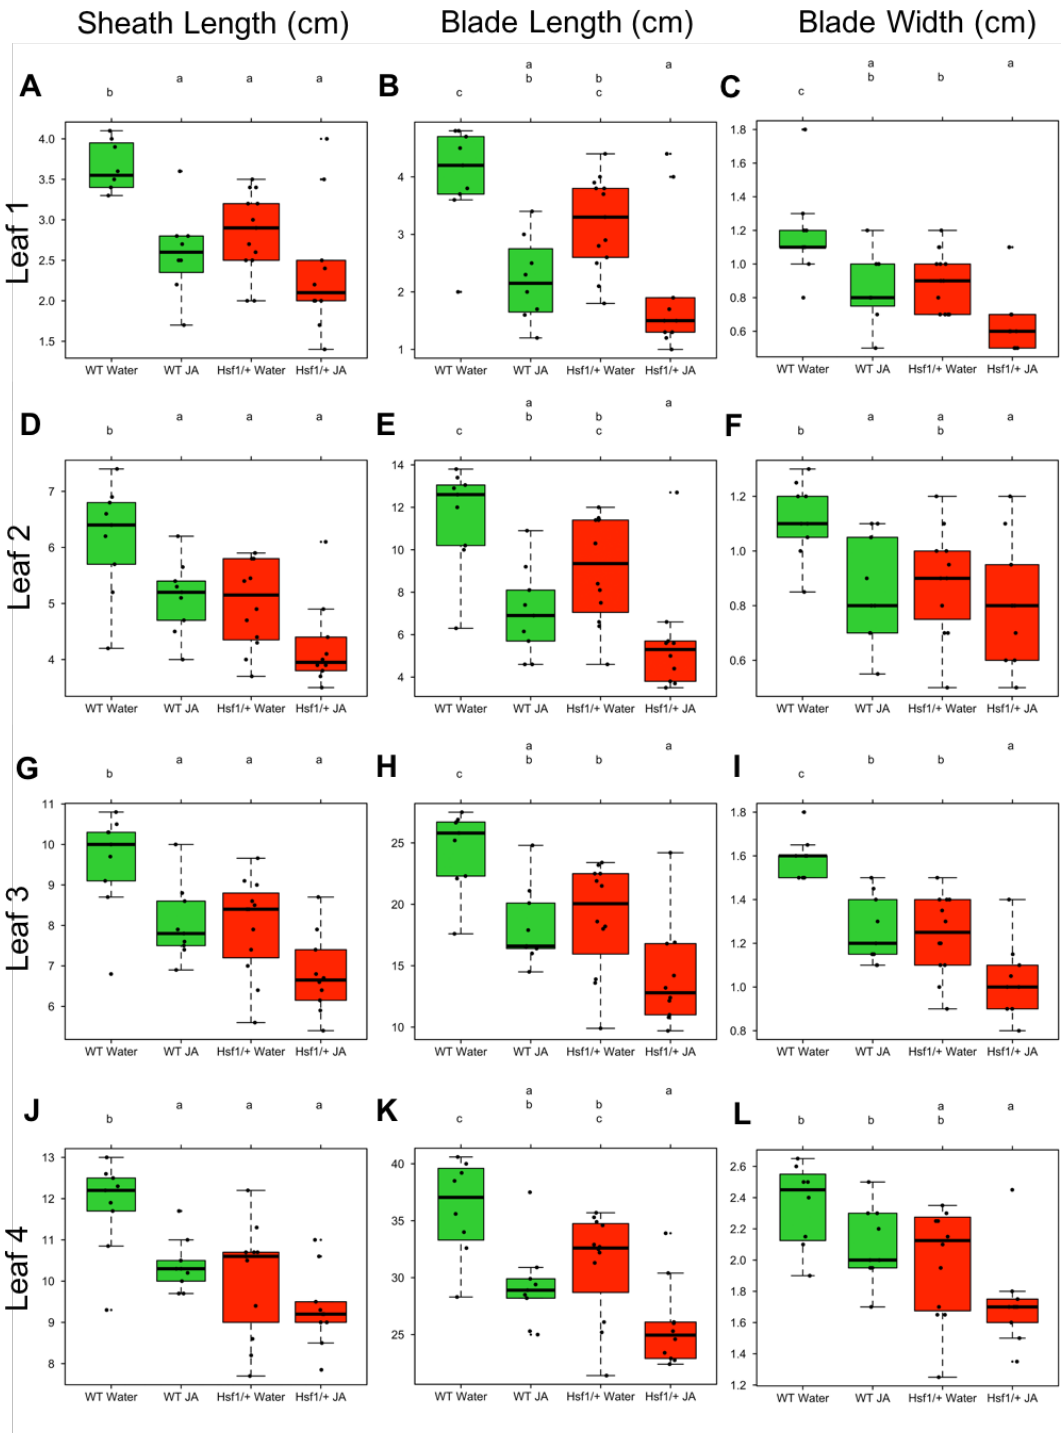 Sheath Length (cm) Blade Length (cm) Blade Width (cm)
Leaf 1
A b a a a
4.0
3.5
3.0
2.5
2.0
1.5
WT Water WT JA Hsf1/+ Water Hsf1/+ JA
B c a b b c a
4
3
2
1
WT Water WT JA Hsf1/+ Water Hsf1/+ JA
C c a b b a
1.8
1.6
1.4
1.2
1.0
0.8
0.6
WT Water WT JA Hsf1/+ Water Hsf1/+ JA
Leaf 2
D b a a a
7
6
5
4
WT Water WT JA Hsf1/+ Water Hsf1/+ JA
E c a b b c a
14
12
10
8
6
4
WT Water WT JA Hsf1/+ Water Hsf1/+ JA
F b a a b a
1.2
1.0
0.8
0.6
WT Water WT JA Hsf1/+ Water Hsf1/+ JA
Leaf 3
G b a a a
11
10
9
8
7
6
WT Water WT JA Hsf1/+ Water Hsf1/+ JA
H c a b b a
25
20
15
10
WT Water WT JA Hsf1/+ Water Hsf1/+ JA
I c b b a
1.8
1.6
1.4
1.2
1.0
0.8
WT Water WT JA Hsf1/+ Water Hsf1/+ JA
Leaf 4
J b a a a
13
12
11
10
9
8
WT Water WT JA Hsf1/+ Water Hsf1/+ JA
K c a b b c a
40
35
30
25
WT Water WT JA Hsf1/+ Water Hsf1/+ JA
L b b a b a
2.6
2.4
2.2
2.0
1.8
1.6
1.4
1.2
WT Water WT JA Hsf1/+ Water Hsf1/+ JA